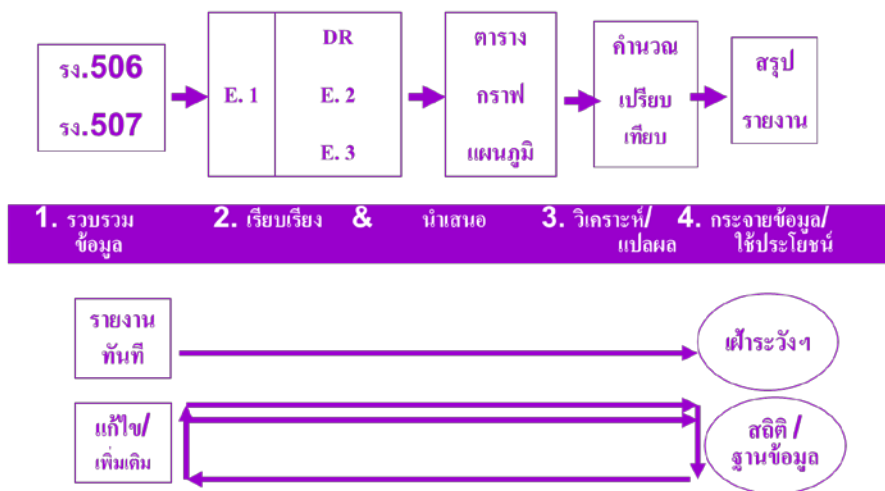 รง.506
รง.507
E. 1
DR
E. 2
E. 3
ตาราง
กราฟ
แผนภูมิ
คำนวณ
เปรียบ
เทียบ
สรุป
รายงาน
1. รวบรวม
ข้อมูล
2. เรียบเรียง & นำเสนอ
3. วิเคราะห์/
แปลผล
4. กระจายข้อมูล/
ใช้ประโยชน์
รายงาน
ทันที
เฝ้าระวังฯ
แก้ไข/
เพิ่มเติม
สถิติ /
ฐานข้อมูล